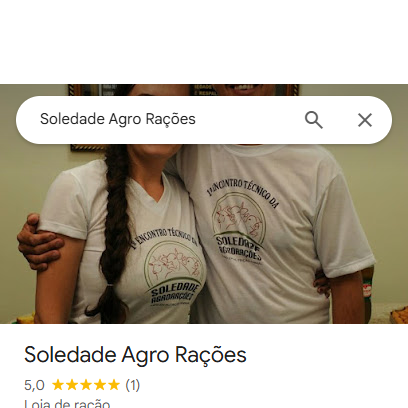 Soledade Agro Rações
1º ENCONTRO TÉCNICO DA
SOLEDADE
AGRORAÇÕES
1º ENCONTRO TÉCNICO DA
SOLEDADE
AGRORAÇÕES
Soledade Agro Rações
5,0 (1)
Loja de ração